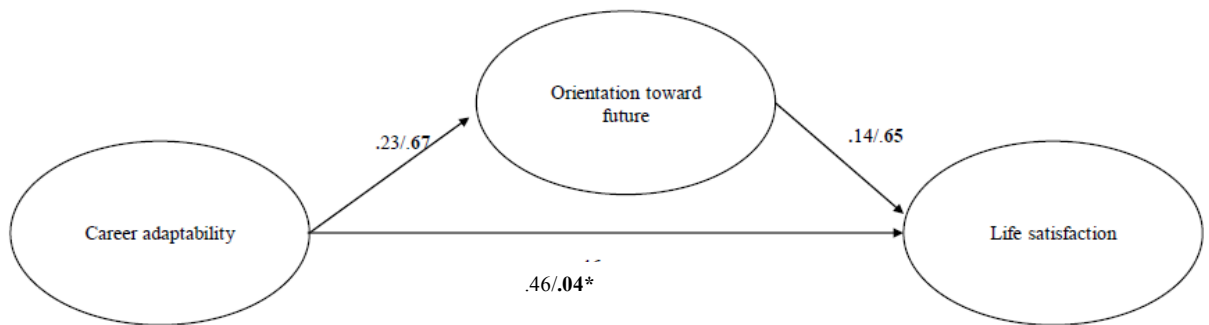 Orientation toward
future
.23/.67
.14/.65
Career adaptability
Life satisfaction
.46/.04*